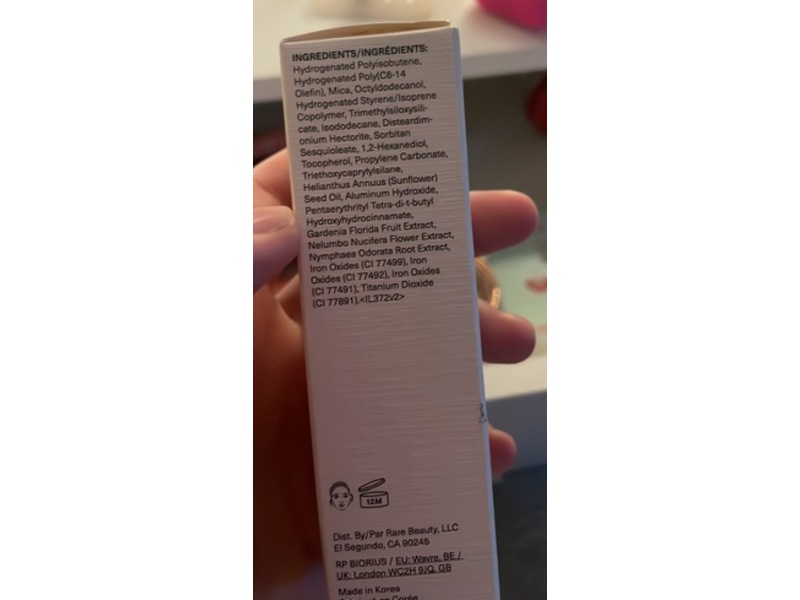 INGREDIENTS/INGRÉDIENTS:
Hydrogenated Polyisobutene,
Hydrogenated Poly(C6-14
Olefin), Mica, Octyldodecanol,
Hydrogenated Styrene/Isoprene
Copolymer, Trimethylsiloxysili-
cate, Isododecane, Disteardim-
onium Hectorite, Sorbitan
Sesquioleate, 1,2-Hexanediol,
Tocopherol, Propylene Carbonate,
Triethoxycaprylylsilane,
Helianthus Annuus (Sunflower)
Seed Oil, Aluminum Hydroxide,
Pentaerythrityl Tetra-di-t-butyl
Hydroxyhydrocinnamate,
Gardenia Florida Fruit Extract,
Nelumbo Nucifera Flower Extract,
Nymphaea Odorata Root Extract,
Iron Oxides (CI 77499), Iron
Oxides (CI 77492), Iron Oxides
(CI 77491), Titanium Dioxide
(CI 77891).<IL372v2>
12M
Dist. By/Par Rare Beauty, LLC
El Segundo, CA 90245
RP BIORIUS / EU: Wavre, BE /
UK: London WC2H 9JQ, GB
Made in Korea
Fabriqué en Corée